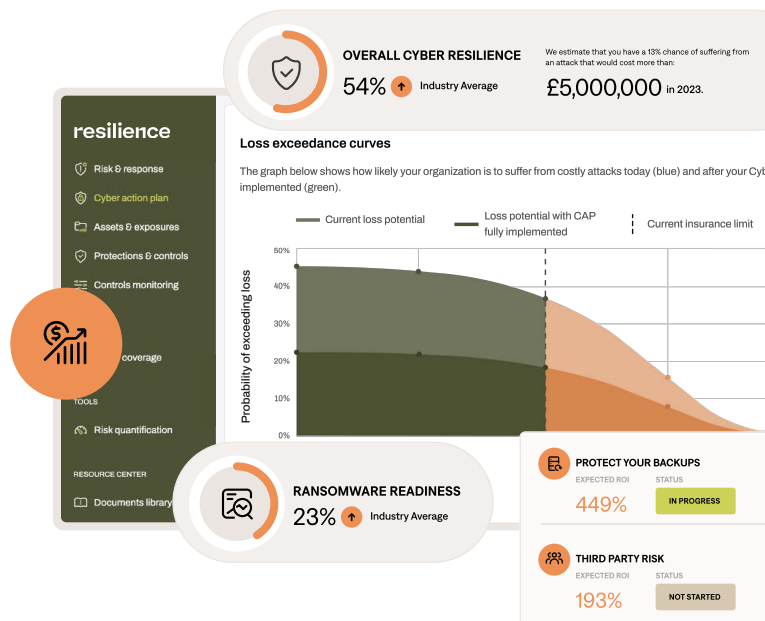 OVERALL CYBER RESILIENCE
54% Industry Average
We estimate that you have a 13% chance of suffering from
an attack that would cost more than:
£5,000,000 in 2023.
resilience
Risk & response
Cyber action plan
Assets & exposures
Protections & controls
Controls monitoring
coverage
TOOLS
Risk quantification
RESOURCE CENTER
Documents library
Loss exceedance curves
The graph below shows how likely your organization is to suffer from costly attacks today (blue) and after your Cyb
implemented (green).
Current loss potential
Loss potential with CAP
fully implemented
Current insurance limit
Probability of exceeding loss
50%
40%
30%
20%
10%
0%
RANSOMWARE READINESS
23% Industry Average
PROTECT YOUR BACKUPS
EXPECTED ROI STATUS
449% IN PROGRESS
THIRD PARTY RISK
EXPECTED ROI STATUS
193% NOT STARTED